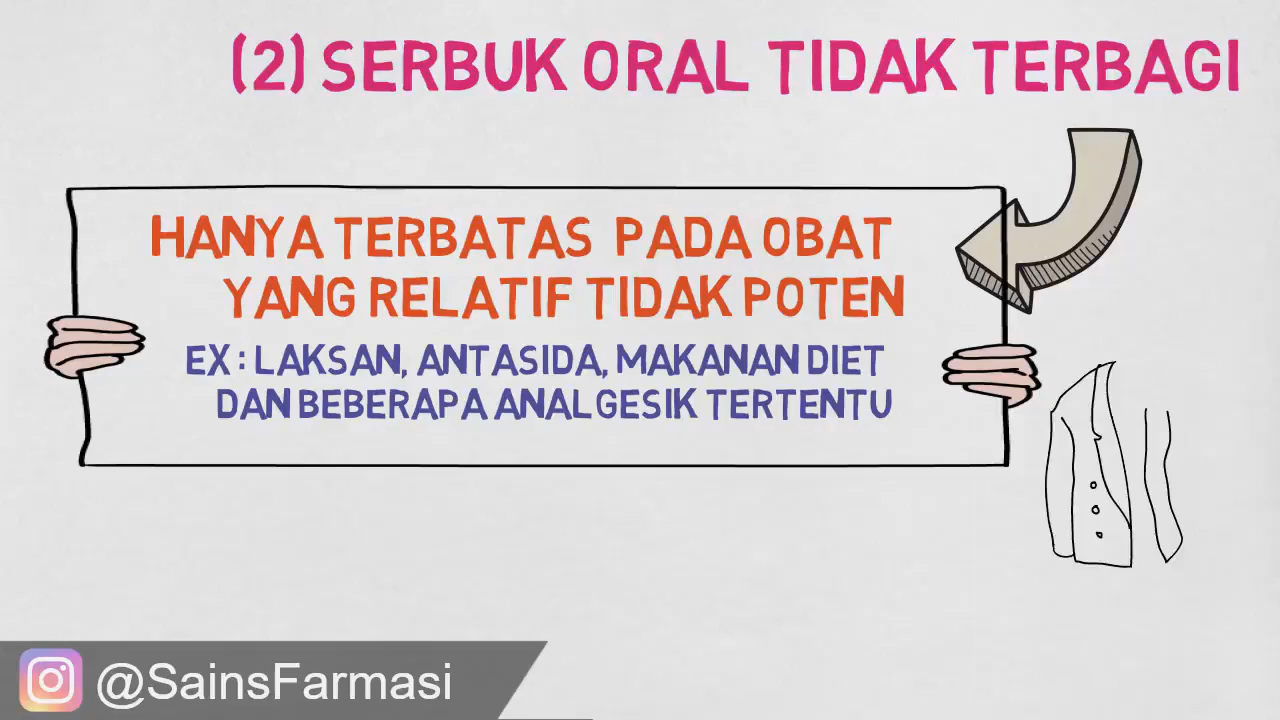 (2) SERBUK ORAL TIDAK TERBAGI
HANYA TERBATAS PADA OBAT
YANG RELATIF TIDAK POTEN
EX : LAKSAN, ANTASIDA, MAKANAN DIET
DAN BEBERAPA ANALGESIK TERTENTU
@SainsFarmasi